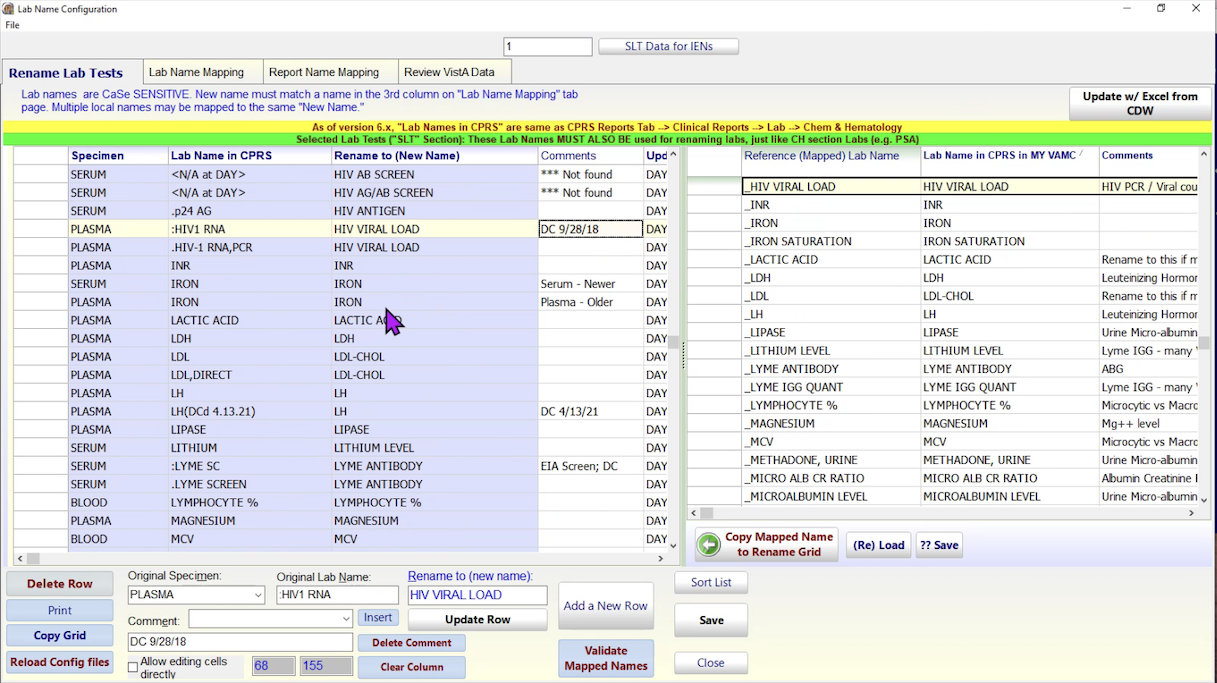 Lab Name Configuration
File
1 SLT Data for IENs
Rename Lab Tests Lab Name Mapping Report Name Mapping Review VistA Data
Lab names are CaSe SENSITIVE. New name must match a name in the 3rd column on "Lab Name Mapping" tab
page. Multiple local names may be mapped to the same "New Name."
Update w/ Excel from
CDW
As of version 6.x, "Lab Names in CPRS" are same as CPRS Reports Tab --> Clinical Reports --> Lab --> Chem & Hematology
Selected Lab Tests ("SLT" Section): These Lab Names MUST ALSO BE used for renaming labs, just like CH section Labs (e.g. PSA)
Specimen Lab Name in CPRS Rename to (New Name) Comments Upd
SERUM <N/A at DAY> HIV AB SCREEN *** Not found DAY
SERUM <N/A at DAY> HIV AG/AB SCREEN *** Not found DAY
SERUM .p24 AG HIV ANTIGEN DAY
PLASMA :HIV1 RNA HIV VIRAL LOAD DC 9/28/18 DAY
PLASMA .HIV-1 RNA,PCR HIV VIRAL LOAD DAY
PLASMA INR INR DAY
SERUM IRON IRON Serum - Newer DAY
PLASMA IRON IRON Plasma - Older DAY
PLASMA LACTIC ACID LACTIC ACID DAY
PLASMA LDH LDH DAY
PLASMA LDL LDL-CHOL DAY
PLASMA LDL,DIRECT LDL-CHOL DAY
PLASMA LH LH DAY
PLASMA LH(DCd 4.13.21) LH DC 4/13/21 DAY
PLASMA LIPASE LIPASE DAY
SERUM LITHIUM LITHIUM LEVEL DAY
SERUM :LYME SC LYME ANTIBODY EIA Screen; DC DAY
SERUM .LYME SCREEN LYME ANTIBODY DAY
BLOOD LYMPHOCYTE % LYMPHOCYTE % DAY
PLASMA MAGNESIUM MAGNESIUM DAY
BLOOD MCV MCV DAY
Reference (Mapped) Lab Name Lab Name in CPRS in MY VAMC Comments
_HIV VIRAL LOAD HIV VIRAL LOAD HIV PCR / Viral cou
_INR INR
_IRON IRON
_IRON SATURATION IRON SATURATION
_LACTIC ACID LACTIC ACID Rename to this if m
_LDH LDH Leuteinizing Hormor
_LDL LDL-CHOL Rename to this if m
_LH LH Leuteinizing Hormor
_LIPASE LIPASE Urine Micro-albumin
_LITHIUM LEVEL LITHIUM LEVEL Lyme IGG - many
_LYME ANTIBODY LYME ANTIBODY ABG
_LYME IGG QUANT LYME IGG QUANT Lyme IGG - many
_LYMPHOCYTE % LYMPHOCYTE % Microcytic vs Macro
_MAGNESIUM MAGNESIUM Mg++ level
_MCV MCV Microcytic vs Macro
_METHADONE, URINE METHADONE, URINE Urine Micro-albumin
_MICRO ALB CR RATIO MICRO ALB CR RATIO Albumin Creatinine
_MICROALBUMIN LEVEL MICROALBUMIN LEVEL Urine Micro-albumin
Copy Mapped Name
to Rename Grid
(Re) Load ?? Save
Delete Row
Print
Copy Grid
Reload Config files
Original Specimen: Original Lab Name: Rename to (new name):
PLASMA :HIV1 RNA HIV VIRAL LOAD
Comment: Insert Update Row
DC 9/28/18 Delete Comment
Allow editing cells
directly
68 155 Clear Column
Add a New Row
Validate
Mapped Names
Sort List
Save
Close